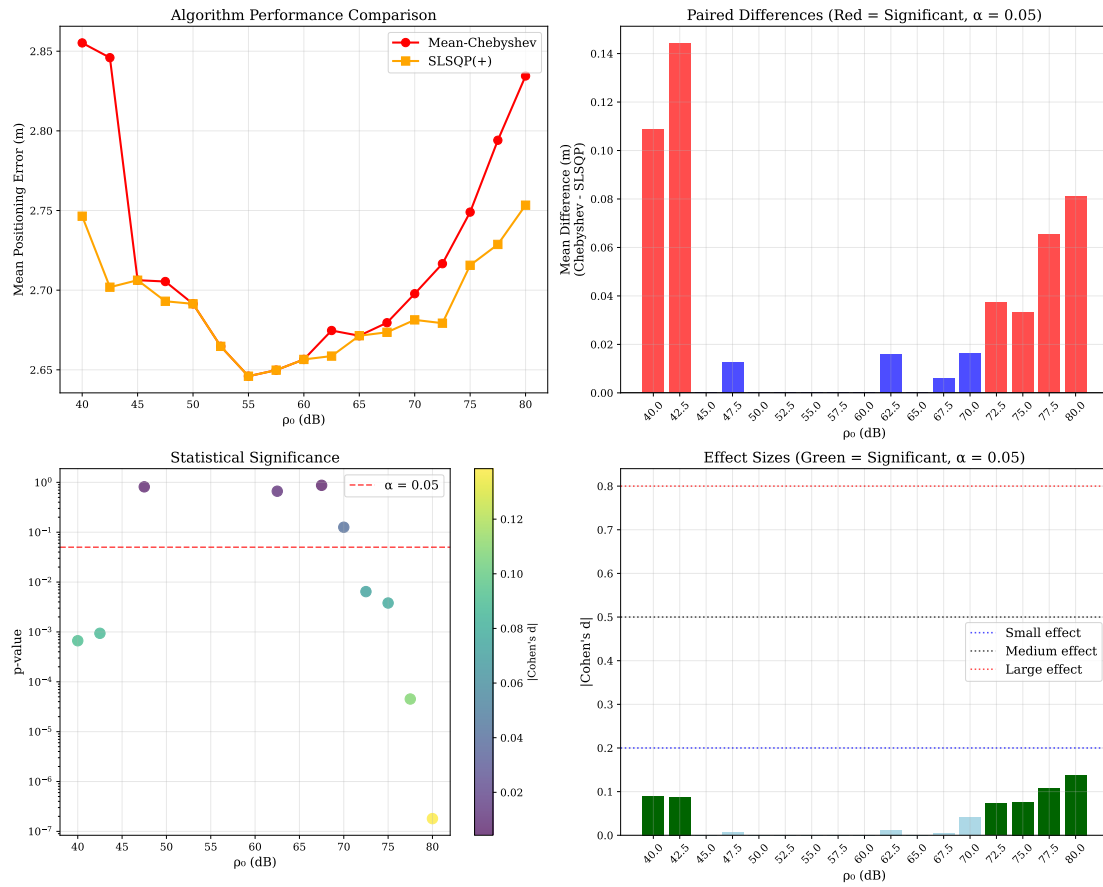 Algorithm Performance Comparison
Mean Positioning Error (m)
2.85
2.80
2.75
2.70
2.65
Mean-Chebyshev
SLSQP(+)
40 45 50 55 60 65 70 75 80
ρ₀ (dB)
Paired Differences (Red = Significant, α = 0.05)
Mean Difference (m)
(Chebyshev - SLSQP)
0.14
0.12
0.10
0.08
0.06
0.04
0.02
0.00
40.0 42.5 45.0 47.5 50.0 52.5 55.0 57.5 60.0 62.5 65.0 67.5 70.0 72.5 75.0 77.5 80.0
ρ₀ (dB)
Statistical Significance
p-value
10⁰
10⁻¹
10⁻²
10⁻³
10⁻⁴
10⁻⁵
10⁻⁶
10⁻⁷
α = 0.05
40 45 50 55 60 65 70 75 80
ρ₀ (dB)
0.12
0.10
0.08
0.06
0.04
0.02
|Cohen's d|
Effect Sizes (Green = Significant, α = 0.05)
|Cohen's d|
0.8
0.7
0.6
0.5
0.4
0.3
0.2
0.1
0.0
Small effect
Medium effect
Large effect
40.0 42.5 45.0 47.5 50.0 52.5 55.0 57.5 60.0 62.5 65.0 67.5 70.0 72.5 75.0 77.5 80.0
ρ₀ (dB)